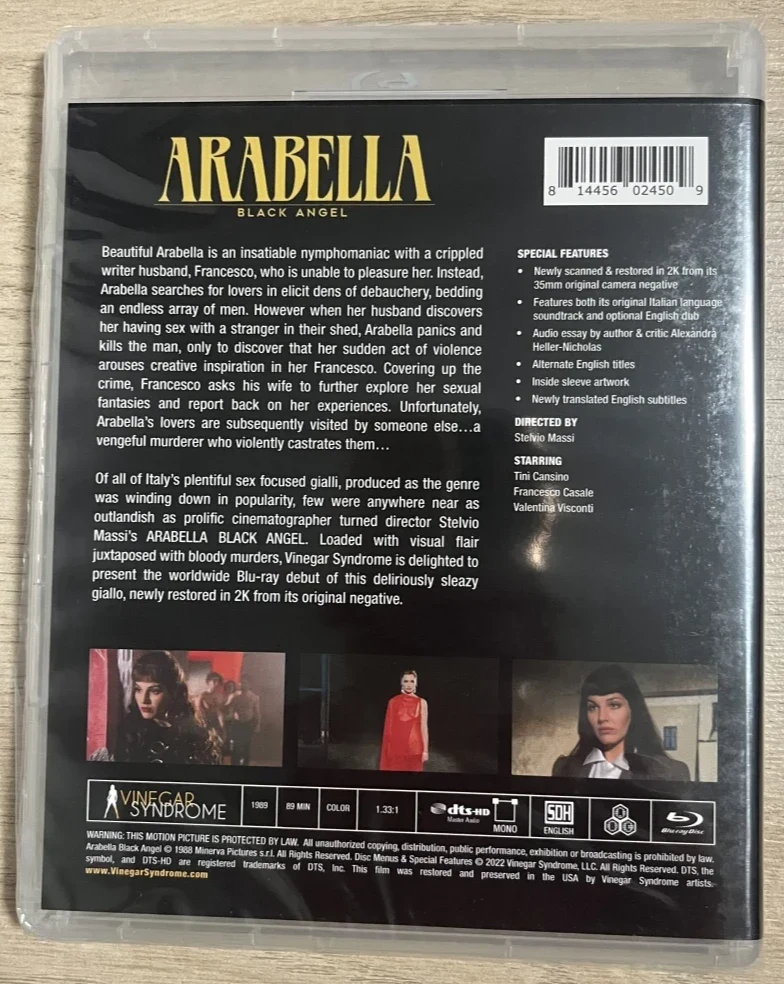 ARABELLA
BLACK ANGEL
8 14456 02450 9
Beautiful Arabella is an insatiable nymphomaniac with a crippled
writer husband, Francesco, who is unable to pleasure her. Instead,
Arabella searches for lovers in elicit dens of debauchery, bedding
an endless array of men. However when her husband discovers
her having sex with a stranger in their shed, Arabella panics and
kills the man, only to discover that her sudden act of violence
arouses creative inspiration in her Francesco. Covering up the
crime, Francesco asks his wife to further explore her sexual
fantasies and report back on her experiences. Unfortunately,
Arabella's lovers are subsequently visited by someone else...a
vengeful murderer who violently castrates them...
Of all of Italy's plentiful sex focused gialli, produced as the genre
was winding down in popularity, few were anywhere near as
outlandish as prolific cinematographer turned director Stelvio
Massi's ARABELLA BLACK ANGEL. Loaded with visual flair
juxtaposed with bloody murders, Vinegar Syndrome is delighted to
present the worldwide Blu-ray debut of this deliriously sleazy
giallo, newly restored in 2K from its original negative.
SPECIAL FEATURES
• Newly scanned & restored in 2K from its
35mm original camera negative
• Features both its original Italian language
soundtrack and optional English dub
• Audio essay by author & critic Alexandra
Heller-Nicholas
• Alternate English titles
• Inside sleeve artwork
• Newly translated English subtitles
DIRECTED BY
Stelvio Massi
STARRING
Tini Cansino
Francesco Casale
Valentina Visconti
VINEGAR
SYNDROME
1989
89 MIN
COLOR
1.33:1
dts-HD
Master Audio
MONO
SDH
ENGLISH
Blu-ray Disc
WARNING: THIS MOTION PICTURE IS PROTECTED BY LAW. All unauthorized copying, distribution, public performance, exhibition or broadcasting is prohibited by law.
Arabella Black Angel © 1988 Minerva Pictures s.r.l. All Rights Reserved. Disc Menus & Special Features © 2022 Vinegar Syndrome, LLC. All Rights Reserved. DTS, the
symbol, and DTS-HD are registered trademarks of DTS, Inc. This film was restored and preserved in the USA by Vinegar Syndrome artists.
www.VinegarSyndrome.com